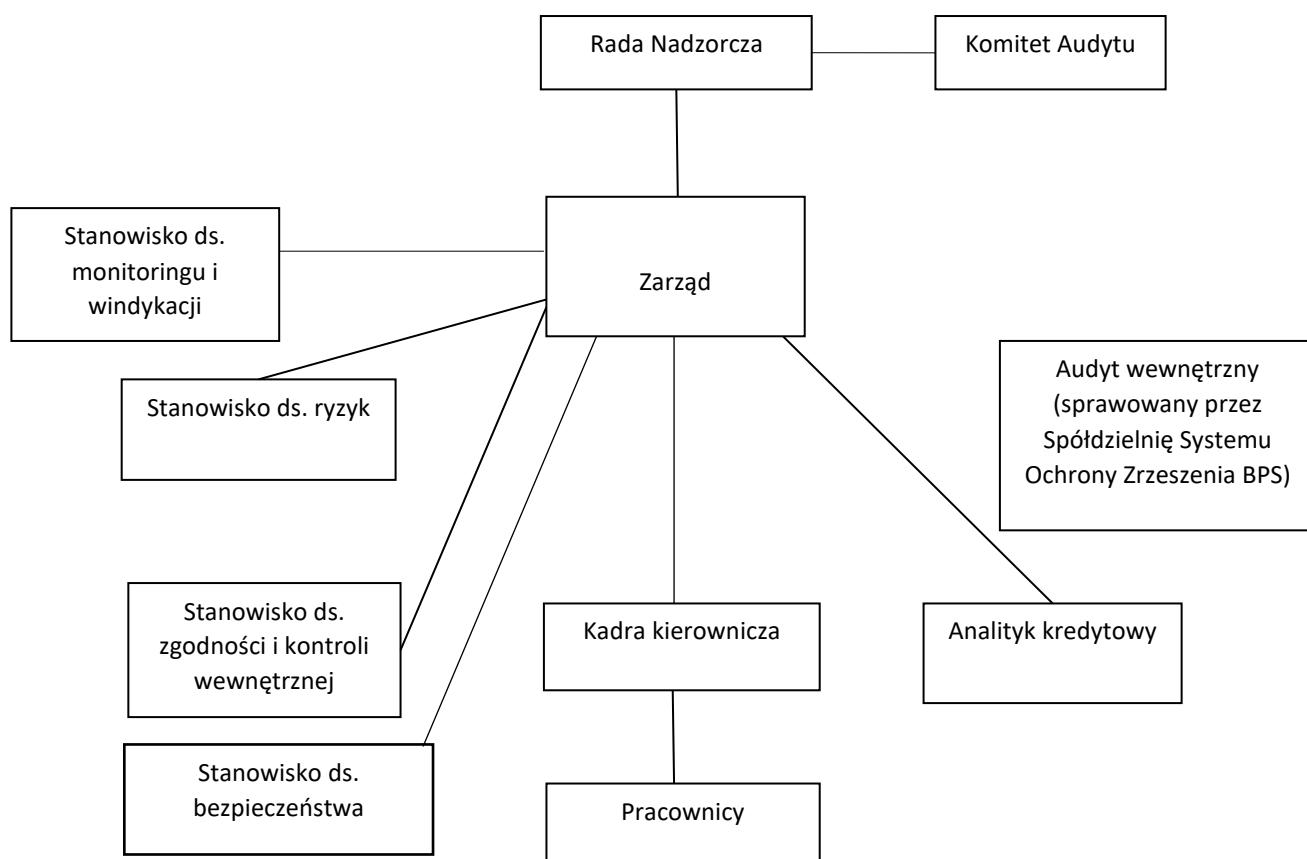 Rada Nadzorcza
Komitet Audytu
Stanowisko ds.
monitoringu i
windykacji
Zarząd
Stanowisko ds. ryzyk
Audyt wewnętrzny
(sprawowany przez
Spółdzielnię Systemu
Ochrony Zrzeszenia BPS)
Stanowisko ds.
zgodności i kontroli
wewnętrznej
Kadra kierownicza
Analityk kredytowy
Stanowisko ds.
bezpieczeństwa
Pracownicy